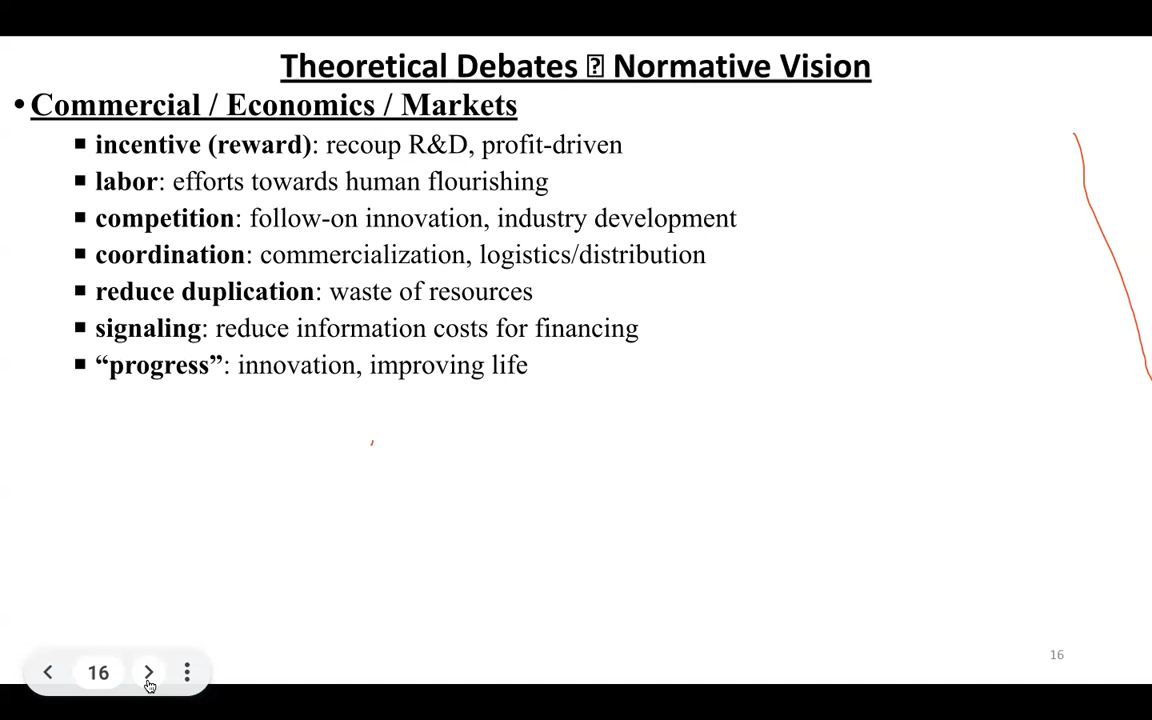 Theoretical Debates ⍰ Normative Vision
• Commercial / Economics / Markets
▪ incentive (reward): recoup R&D, profit-driven
▪ labor: efforts towards human flourishing
▪ competition: follow-on innovation, industry development
▪ coordination: commercialization, logistics/distribution
▪ reduce duplication: waste of resources
▪ signaling: reduce information costs for financing
▪ “progress”: innovation, improving life
16
16